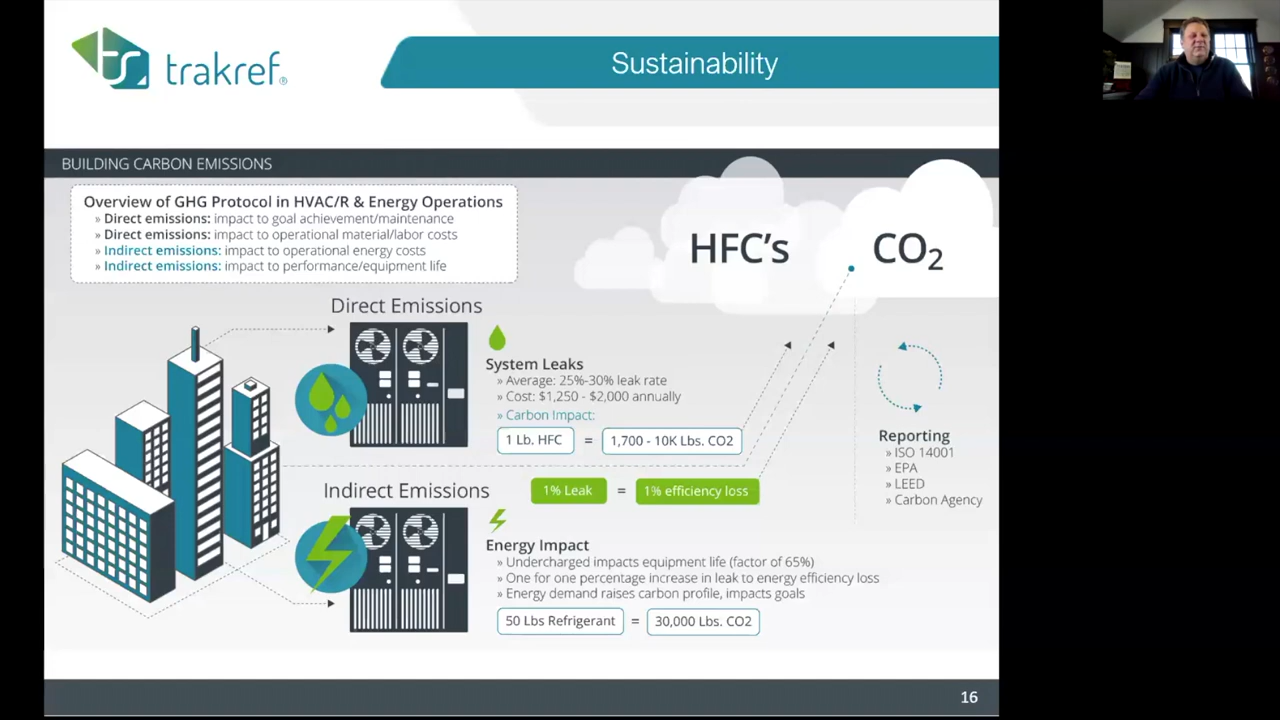 trakref®
Sustainability
BUILDING CARBON EMISSIONS
Overview of GHG Protocol in HVAC/R & Energy Operations
» Direct emissions: impact to goal achievement/maintenance
» Direct emissions: impact to operational material/labor costs
» Indirect emissions: impact to operational energy costs
» Indirect emissions: impact to performance/equipment life
HFC's
CO2
Direct Emissions
System Leaks
» Average: 25%-30% leak rate
» Cost: $1,250 - $2,000 annually
» Carbon Impact:
1 Lb. HFC = 1,700 - 10K Lbs. CO2
Reporting
» ISO 14001
» EPA
» LEED
» Carbon Agency
Indirect Emissions
1% Leak = 1% efficiency loss
Energy Impact
» Undercharged impacts equipment life (factor of 65%)
» One for one percentage increase in leak to energy efficiency loss
» Energy demand raises carbon profile, impacts goals
50 Lbs Refrigerant = 30,000 Lbs. CO2
16